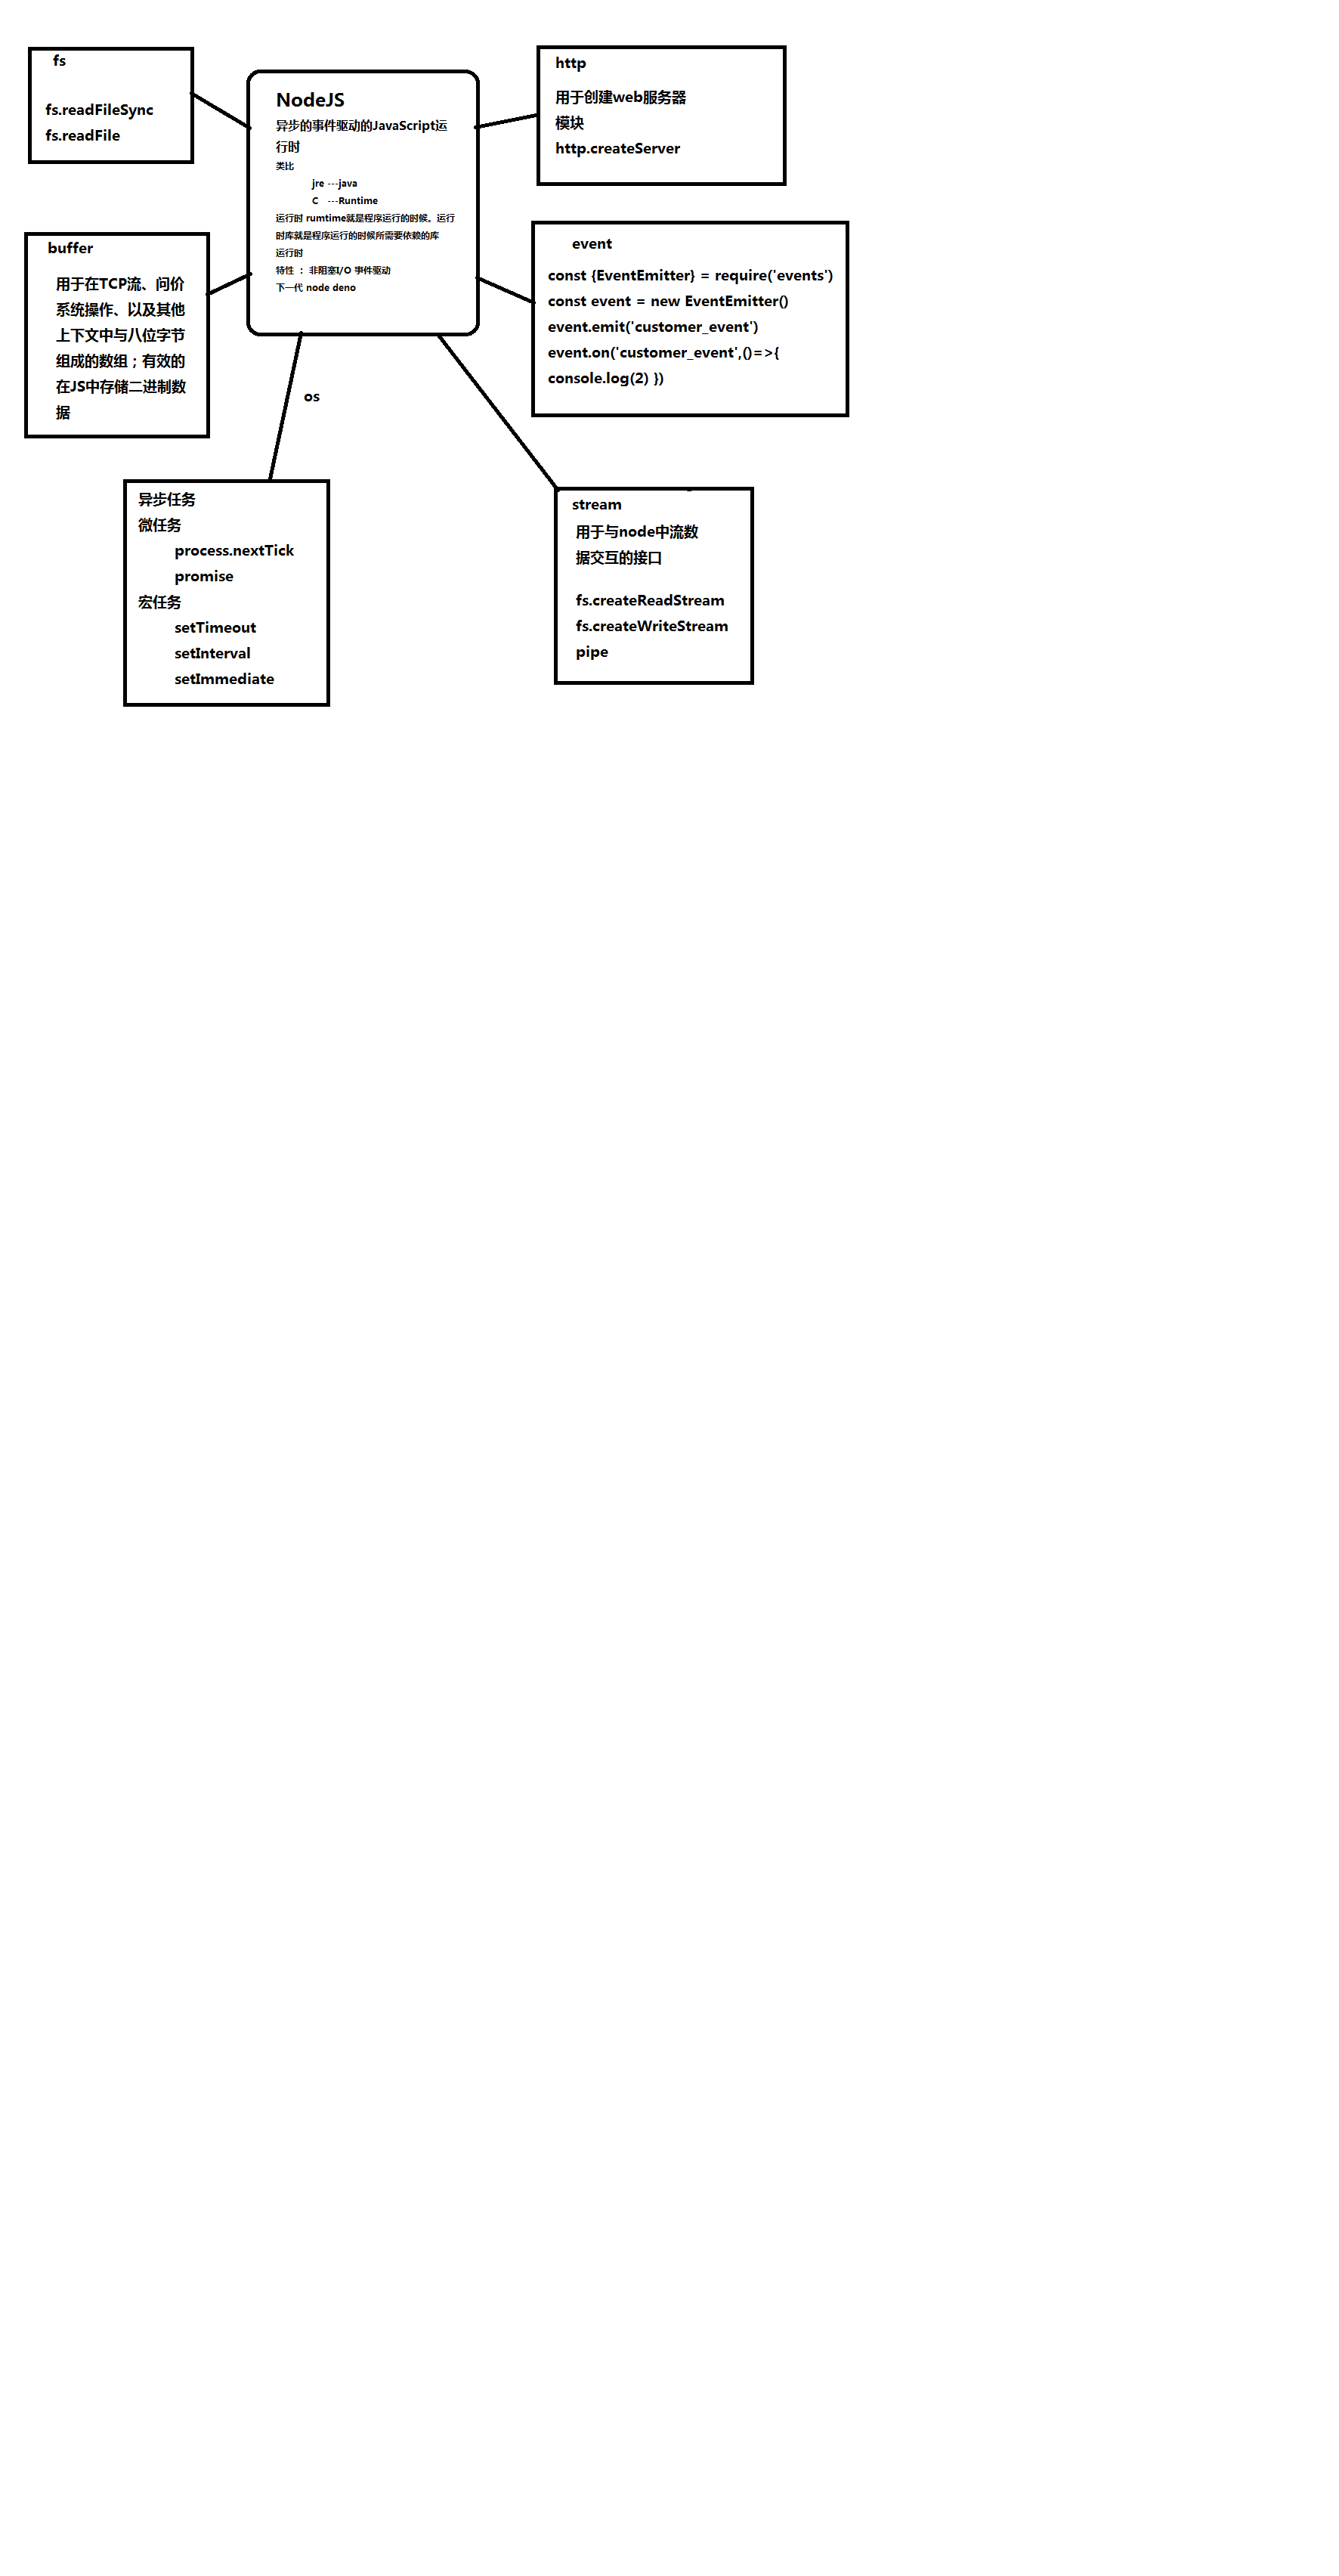 fs
fs.readFileSync
fs.readFile
NodeJS
异步的事件驱动的JavaScript运
行时
类比
jre ---java
C ---Runtime
运行时 rumtime就是程序运行的时候。运行
时库就是程序运行的时候所需要依赖的库
运行时
特性 ： 非阻塞I/O 事件驱动
下一代 node deno
http
用于创建web服务器
模块
http.createServer
buffer
用于在TCP流、问价
系统操作、以及其他
上下文中与八位字节
组成的数组；有效的
在JS中存储二进制数
据
event
const {EventEmitter} = require('events')
const event = new EventEmitter()
event.emit('customer_event')
event.on('customer_event',()=>{
console.log(2) })
os
异步任务
微任务
process.nextTick
promise
宏任务
setTimeout
setInterval
setImmediate
stream
用于与node中流数
据交互的接口
fs.createReadStream
fs.createWriteStream
pipe